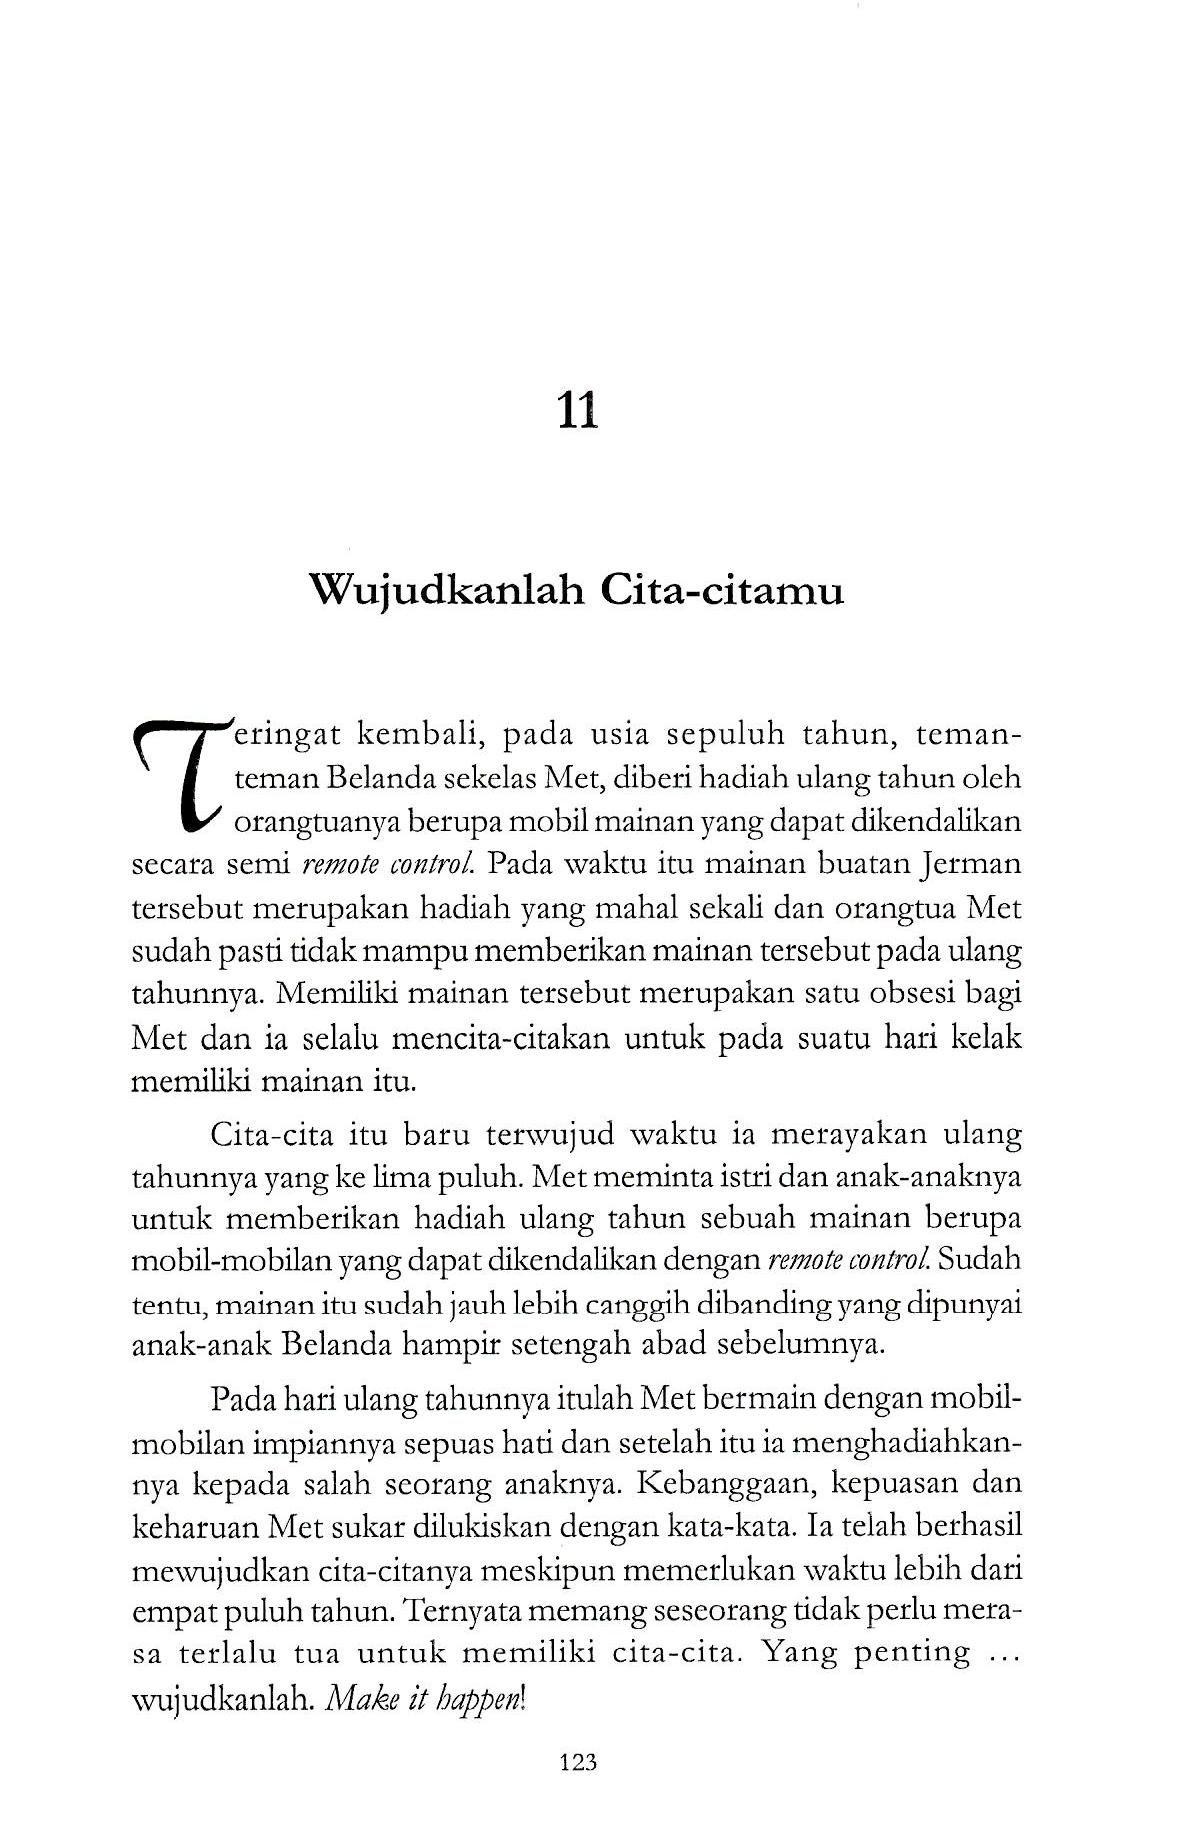 11
Wujudkanlah Cita-citamu
Teringat kembali, pada usia sepuluh tahun, teman-
teman Belanda sekelas Met, diberi hadiah ulang tahun oleh
orangtuanya berupa mobil mainan yang dapat dikendalikan
secara semi remote control. Pada waktu itu mainan buatan Jerman
tersebut merupakan hadiah yang mahal sekali dan orangtua Met
sudah pasti tidak mampu memberikan mainan tersebut pada ulang
tahunnya. Memiliki mainan tersebut merupakan satu obsesi bagi
Met dan ia selalu mencita-citakan untuk pada suatu hari kelak
memiliki mainan itu.
Cita-cita itu baru terwujud waktu ia merayakan ulang
tahunnya yang ke lima puluh. Met meminta istri dan anak-anaknya
untuk memberikan hadiah ulang tahun sebuah mainan berupa
mobil-mobilan yang dapat dikendalikan dengan remote control. Sudah
tentu, mainan itu sudah jauh lebih canggih dibanding yang dipunyai
anak-anak Belanda hampir setengah abad sebelumnya.
Pada hari ulang tahunnya itulah Met bermain dengan mobil-
mobilan impiannya sepuas hati dan setelah itu ia menghadiahkan-
nya kepada salah seorang anaknya. Kebanggaan, kepuasan dan
keharuan Met sukar dilukiskan dengan kata-kata. Ia telah berhasil
mewujudkan cita-citanya meskipun memerlukan waktu lebih dari
empat puluh tahun. Ternyata memang seseorang tidak perlu mera-
sa terlalu tua untuk memiliki cita-cita. Yang penting ...
wujudkanlah. Make it happen!
123